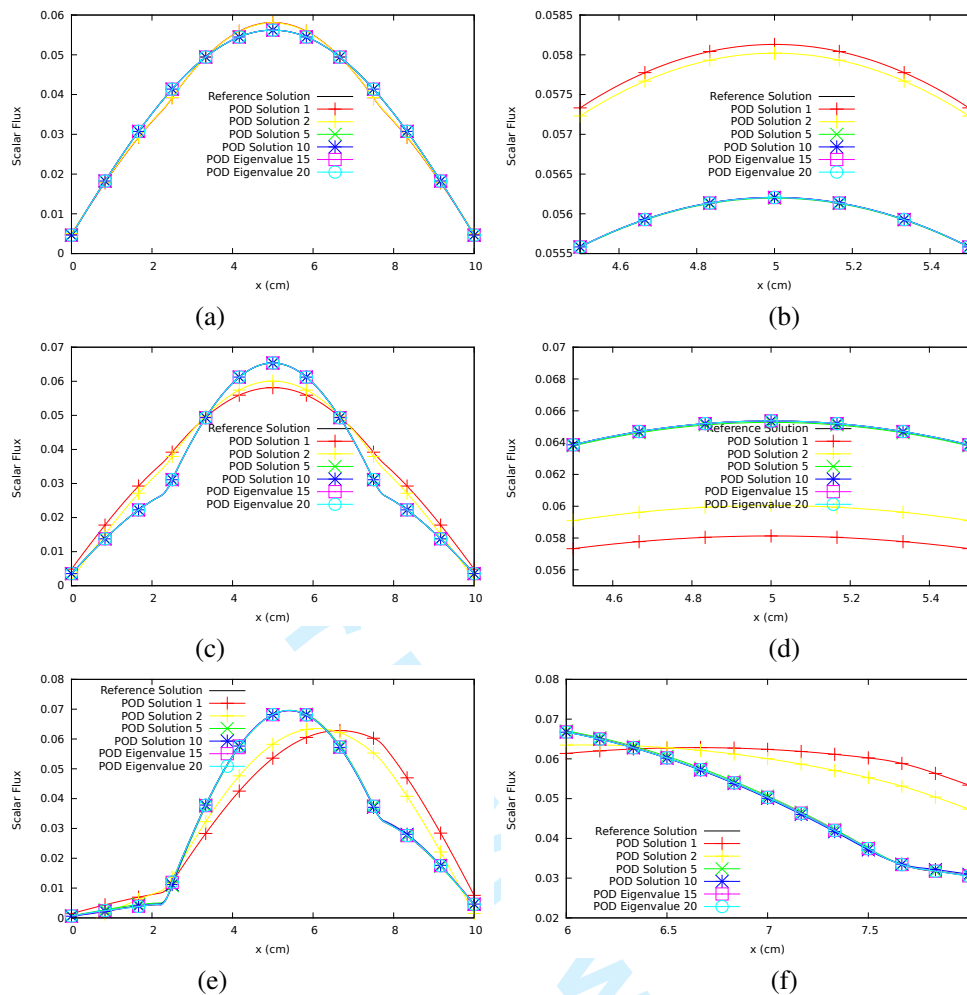 0.06
0.05
0.04
0.03
0.02
0.01
0
Scalar Flux
Reference Solution
POD Solution 1
POD Solution 2
POD Solution 5
POD Solution 10
POD Eigenvalue 15
POD Eigenvalue 20
0 2 4 6 8 10
x (cm)
(a)
0.0585
0.058
0.0575
0.057
0.0565
0.056
0.0555
Scalar Flux
Reference Solution
POD Solution 1
POD Solution 2
POD Solution 5
POD Solution 10
POD Eigenvalue 15
POD Eigenvalue 20
4.6 4.8 5 5.2 5.4
x (cm)
(b)
0.07
0.06
0.05
0.04
0.03
0.02
0.01
0
Scalar Flux
Reference Solution
POD Solution 1
POD Solution 2
POD Solution 5
POD Solution 10
POD Eigenvalue 15
POD Eigenvalue 20
0 2 4 6 8 10
x (cm)
(c)
0.07
0.068
0.066
0.064
0.062
0.06
0.058
0.056
Scalar Flux
Reference Solution
POD Solution 1
POD Solution 2
POD Solution 5
POD Solution 10
POD Eigenvalue 15
POD Eigenvalue 20
4.6 4.8 5 5.2 5.4
x (cm)
(d)
0.08
0.07
0.06
0.05
0.04
0.03
0.02
0.01
0
Scalar Flux
Reference Solution
POD Solution 1
POD Solution 2
POD Solution 5
POD Solution 10
POD Eigenvalue 15
POD Eigenvalue 20
0 2 4 6 8 10
x (cm)
(e)
0.08
0.07
0.06
0.05
0.04
0.03
0.02
Scalar Flux
Reference Solution
POD Solution 1
POD Solution 2
POD Solution 5
POD Solution 10
POD Eigenvalue 15
POD Eigenvalue 20
6 6.5 7 7.5
x (cm)
(f)